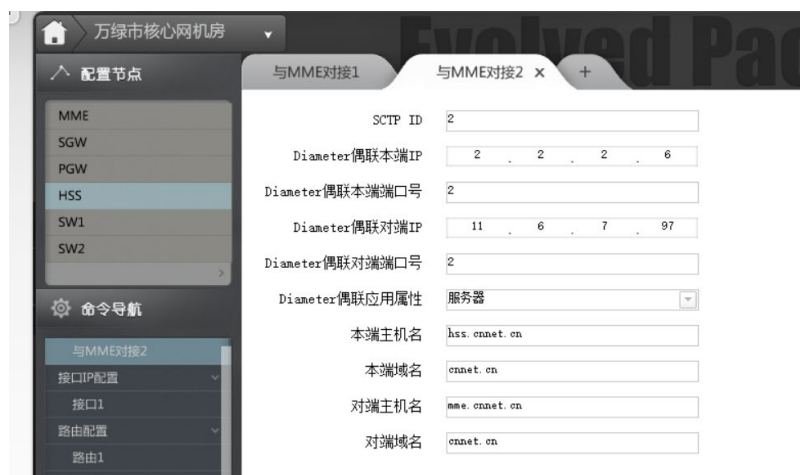 万绿市核心网机房
Evolved Pac
配置节点
与MME对接1
与MME对接2 × +
MME
SGW
PGW
HSS
SW1
SW2
>
命令导航
与MME对接2
接口IP配置
接口1
路由配置
路由1
SCTP ID 2
Diameter偶联本端IP 2 . 2 . 2 . 6
Diameter偶联本端端口号 2
Diameter偶联对端IP 11 . 6 . 7 . 97
Diameter偶联对端端口号 2
Diameter偶联应用属性 服务器
本端主机名 hss.cnnet.cn
本端域名 cnnet.cn
对端主机名 mme.cnnet.cn
对端域名 cnnet.cn